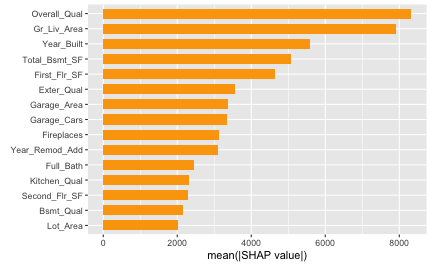 Overall_Qual
Gr_Liv_Area
Year_Built
Total_Bsmt_SF
First_Flr_SF
Exter_Qual
Garage_Area
Garage_Cars
Fireplaces
Year_Remod_Add
Full_Bath
Kitchen_Qual
Second_Flr_SF
Bsmt_Qual
Lot_Area
0 2000 4000 6000 8000
mean(|SHAP value|)